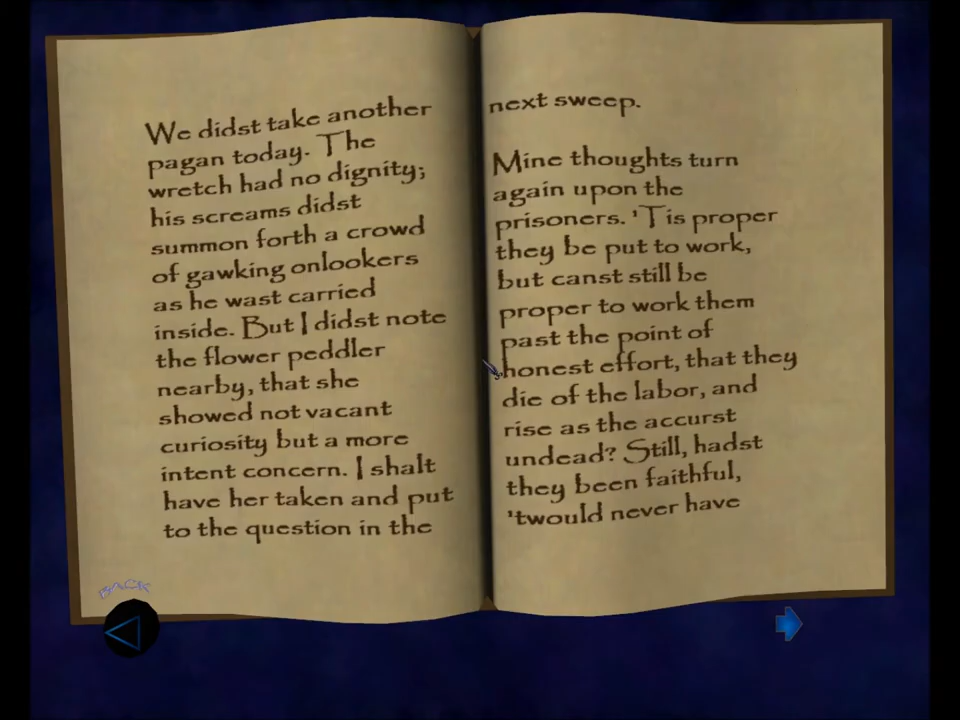 We didst take another
pagan today. The
wretch had no dignity;
his screams didst
summon forth a crowd
of gawking onlookers
as he wast carried
inside. But I didst note
the flower peddler
nearby, that she
showed not vacant
curiosity but a more
intent concern. I shalt
have her taken and put
to the question in the
next sweep.
Mine thoughts turn
again upon the
prisoners. 'Tis proper
they be put to work,
but canst still be
proper to work them
past the point of
honest effort, that they
die of the labor, and
rise as the accurst
undead? Still, hadst
they been faithful,
'twould never have
BACK